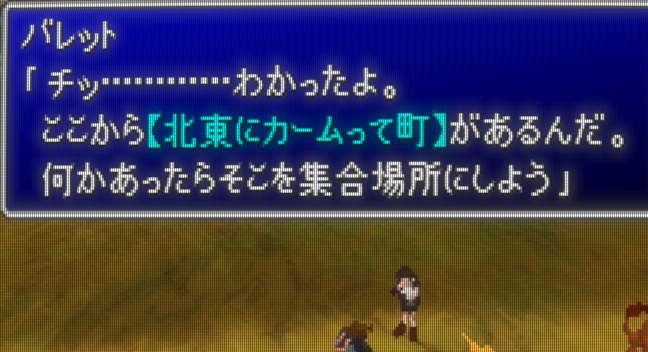 バレット
「チッ…………わかったよ。
ここから【北東にカームって町】があるんだ。
何かあったらそこを集合場所にしよう」